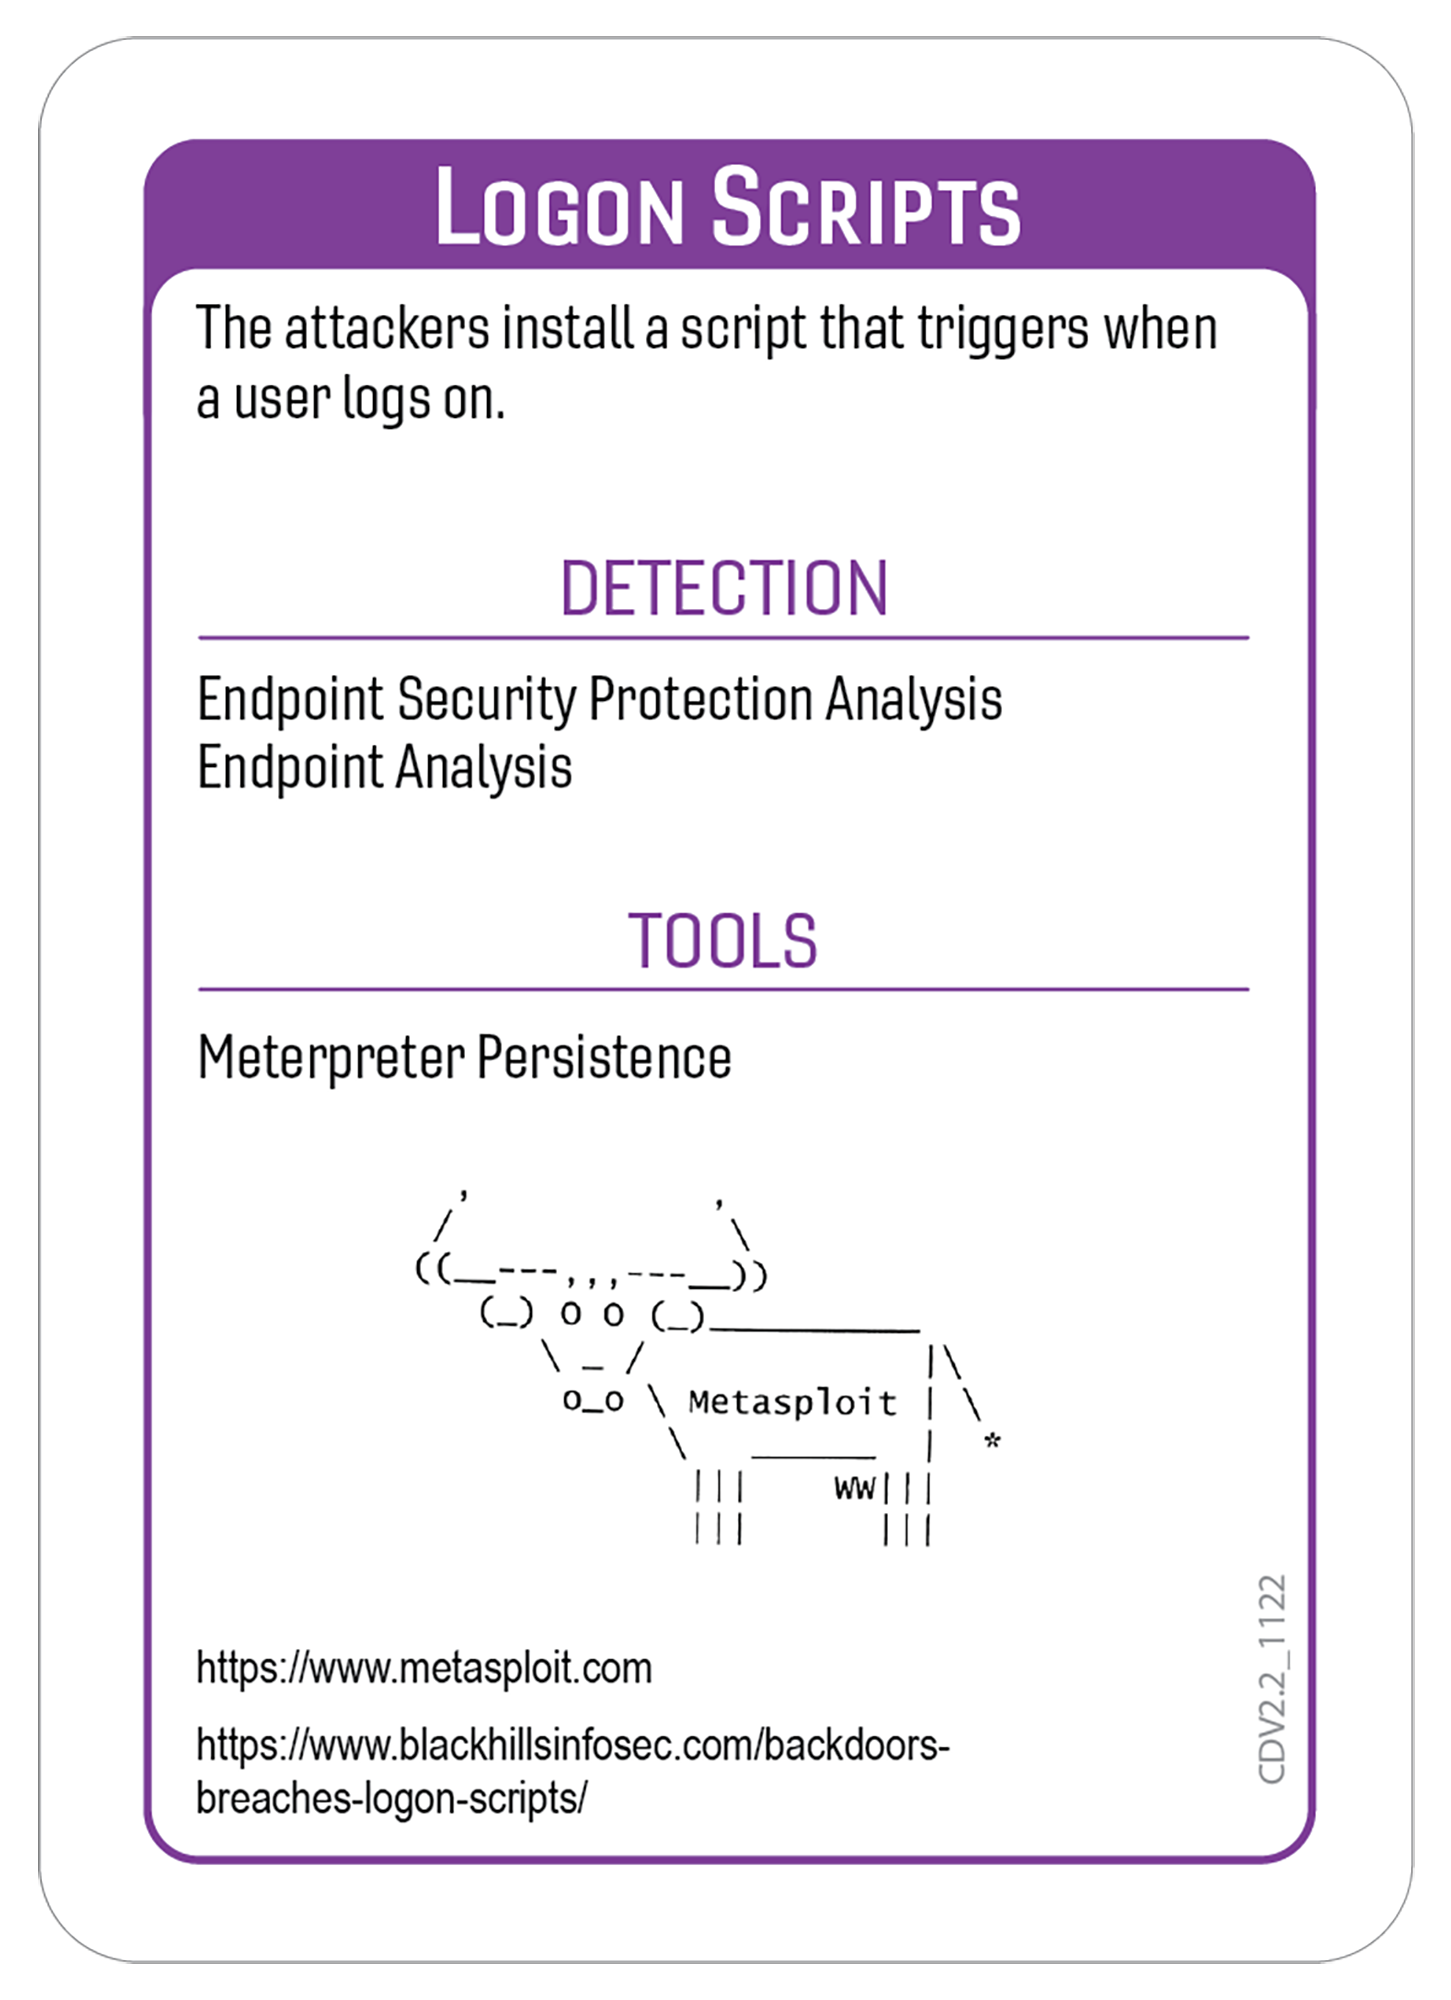 LOGON SCRIPTS
The attackers install a script that triggers when
a user logs on.
DETECTION
Endpoint Security Protection Analysis
Endpoint Analysis
TOOLS
Meterpreter Persistence
  ,            ,
 /              \
((__---,,,---__))
   (_) o o (_)__________
      \ _ /             |\
       o_o \ Metasploit | \
            \   ______  |  *
             |||    WW|||
             |||      |||
https://www.metasploit.com
https://www.blackhillsinfosec.com/backdoors-
breaches-logon-scripts/
CDV2.2_1122